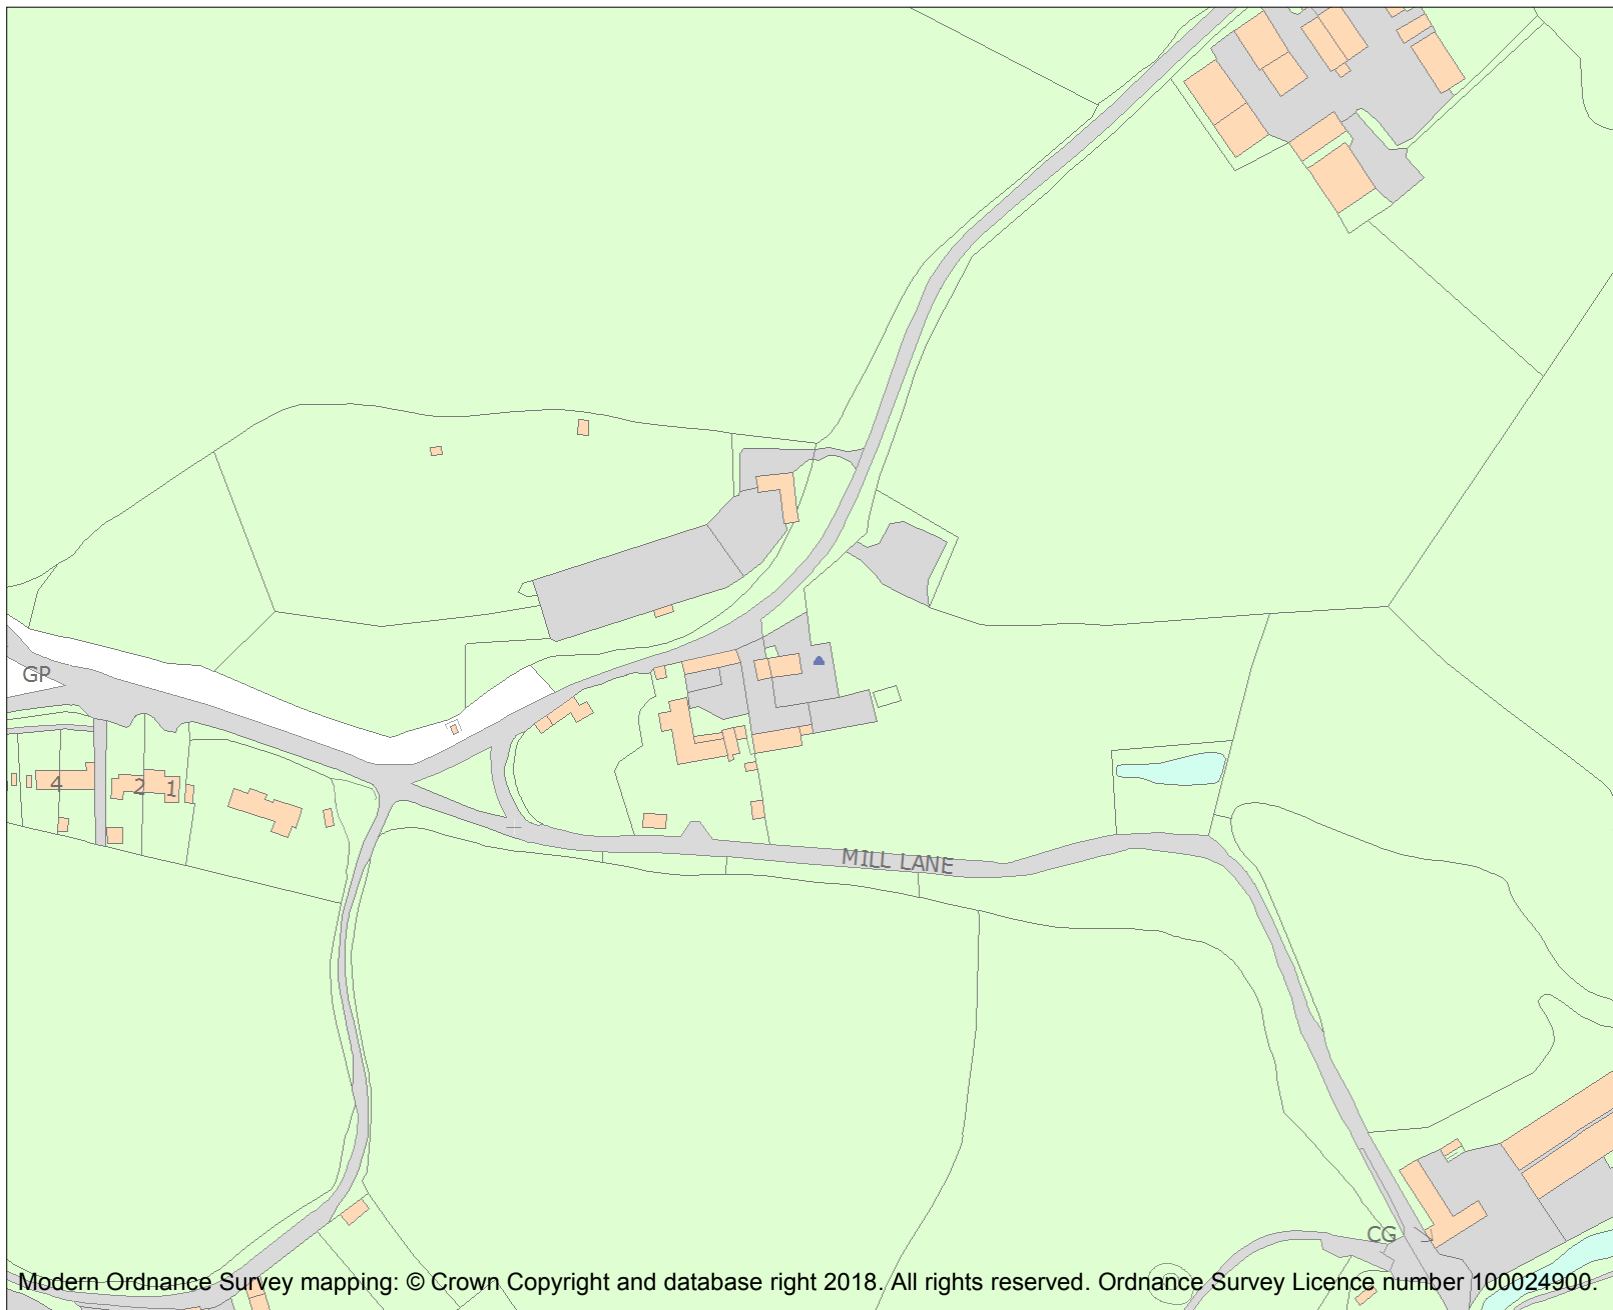 GP
4
2
1
MILL LANE
CG
Modern Ordnance Survey mapping: © Crown Copyright and database right 2018. All rights reserved. Ordnance Survey Licence number 100024900.